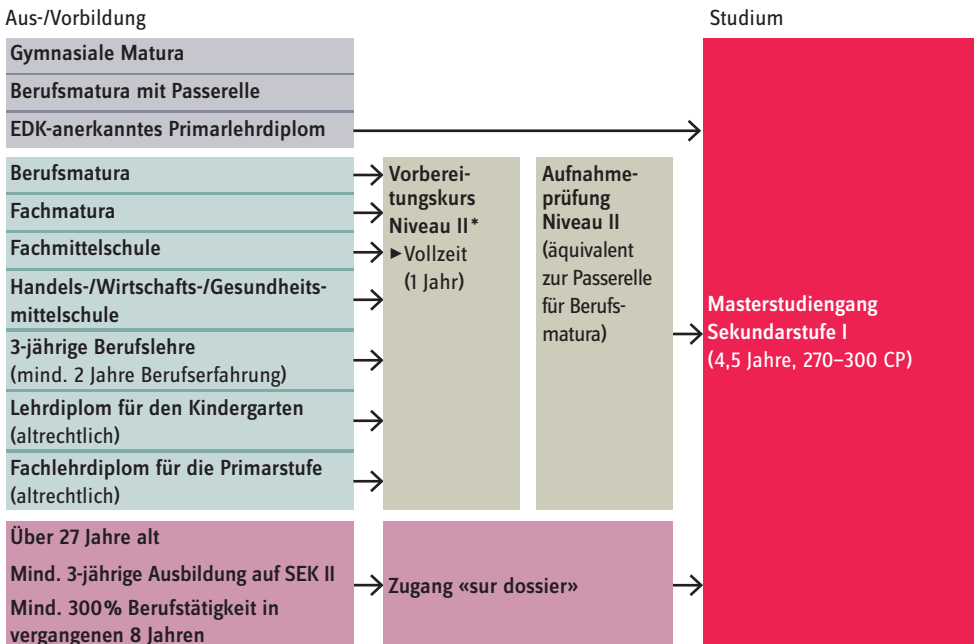 Aus-/Vorbildung
Studium
Gymnasiale Matura
Berufsmatura mit Passerelle
EDK-anerkanntes Primarlehrdiplom
Berufsmatura
Fachmatura
Fachmittelschule
Handels-/Wirtschafts-/Gesundheits-
mittelschule
3-jährige Berufslehre
(mind. 2 Jahre Berufserfahrung)
Lehrdiplom für den Kindergarten
(altrechtlich)
Fachlehrdiplom für die Primarstufe
(altrechtlich)
Vorberei-
tungskurs
Niveau II*
►Vollzeit
(1 Jahr)
Aufnahme-
prüfung
Niveau II
(äquivalent
zur Passerelle
für Berufs-
matura)
Masterstudiengang
Sekundarstufe I
(4,5 Jahre, 270–300 CP)
Über 27 Jahre alt
Mind. 3-jährige Ausbildung auf SEK II
Mind. 300% Berufstätigkeit in
vergangenen 8 Jahren
Zugang «sur dossier»